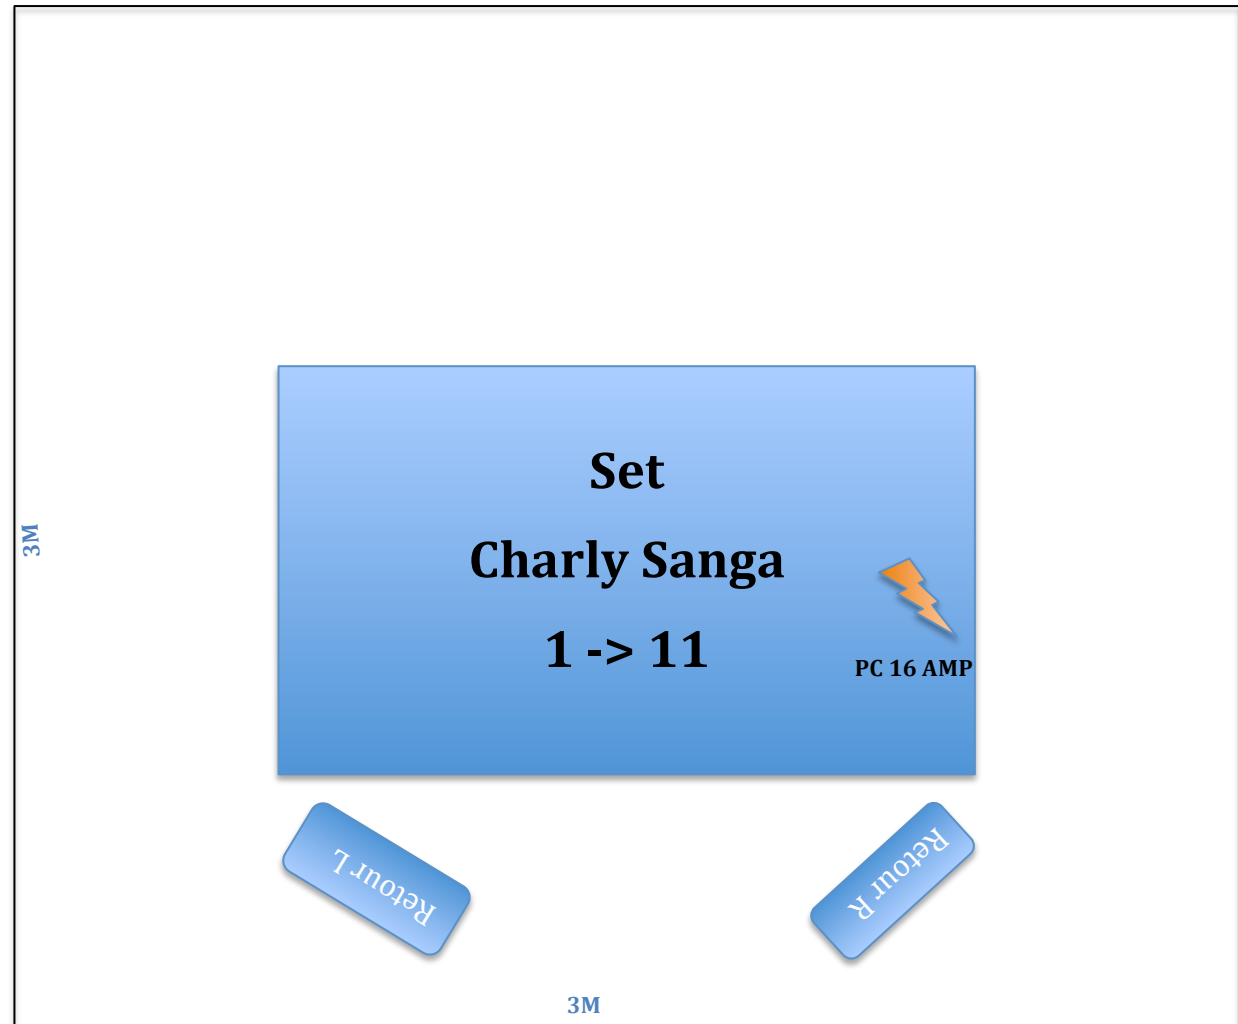 Set
Charly Sanga
1 -> 11
PC 16 AMP
3M
Retour L
Retour R
3M